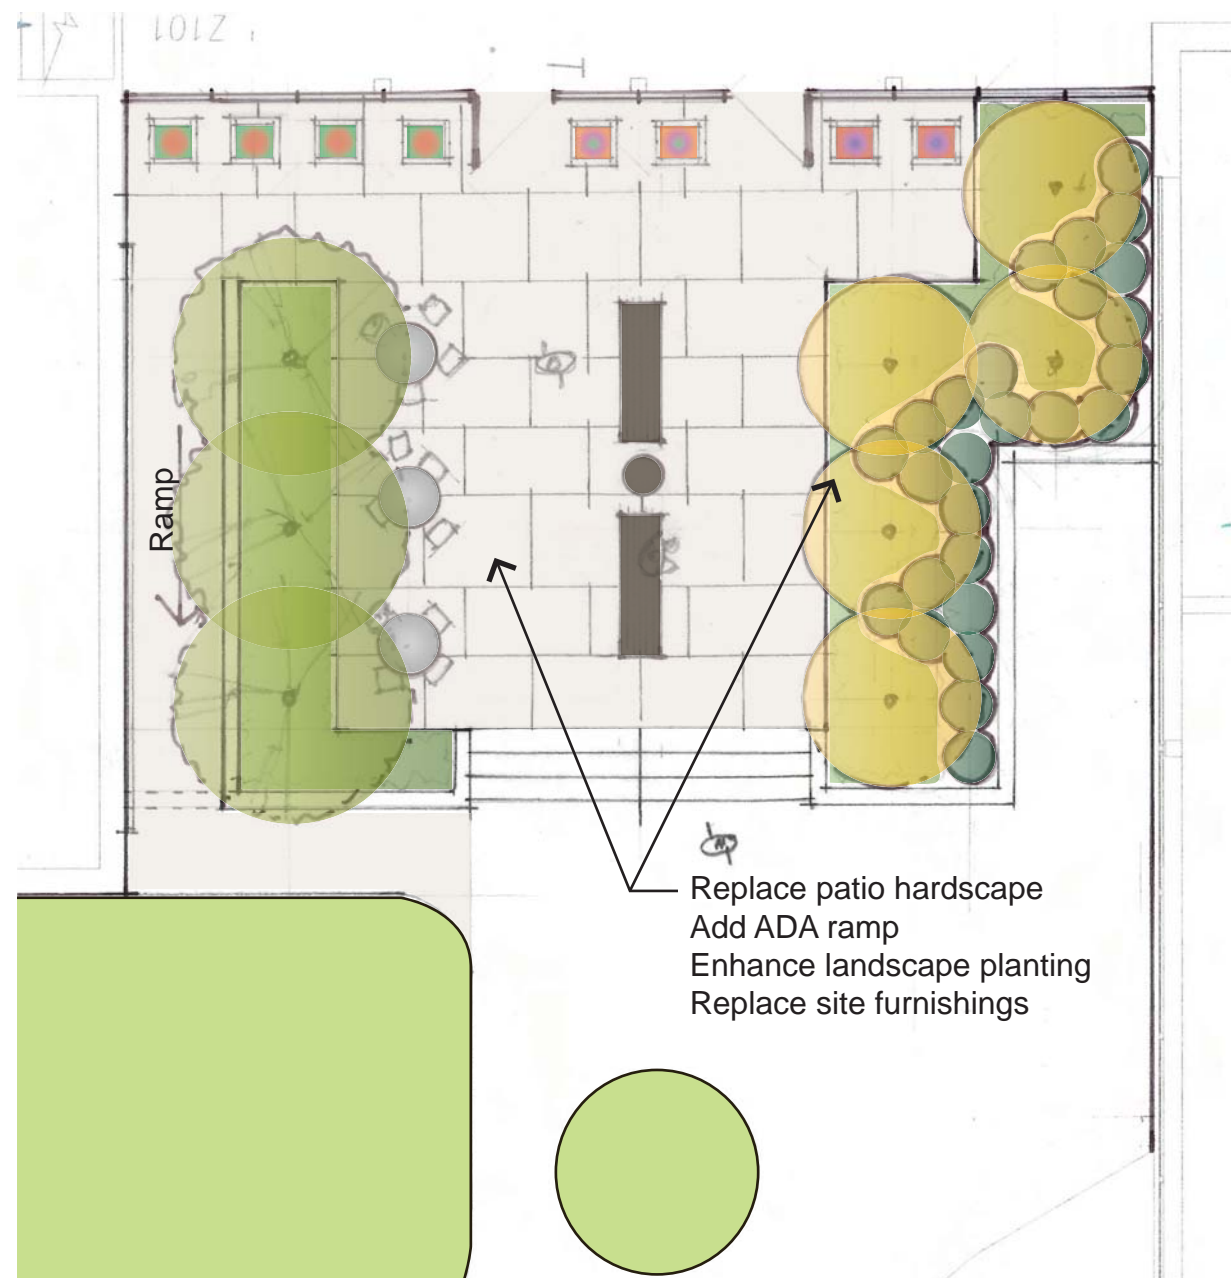 Ramp
Replace patio hardscape
Add ADA ramp
Enhance landscape planting
Replace site furnishings